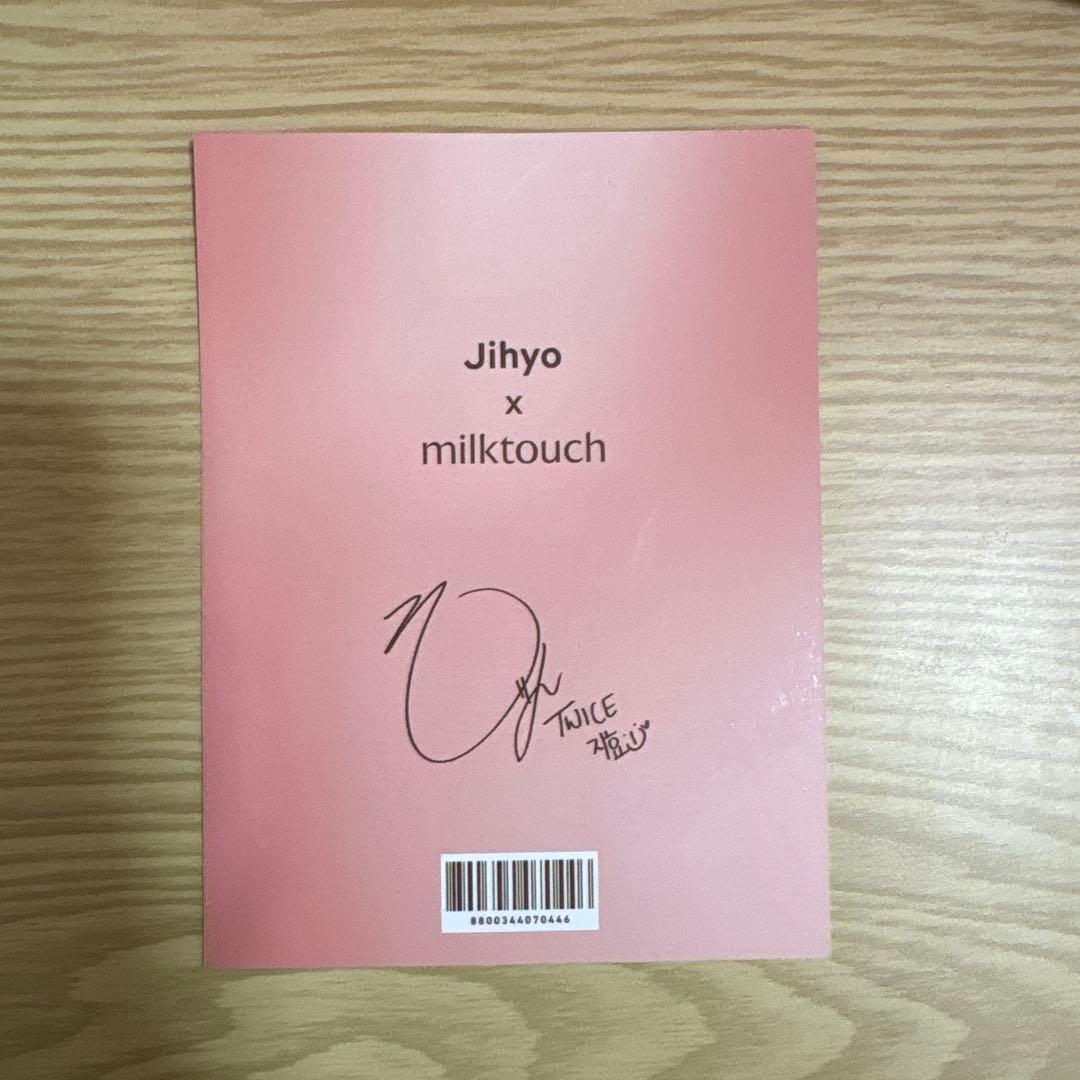 Jihyo
x
milktouch
TWICE
지효
8800344070446